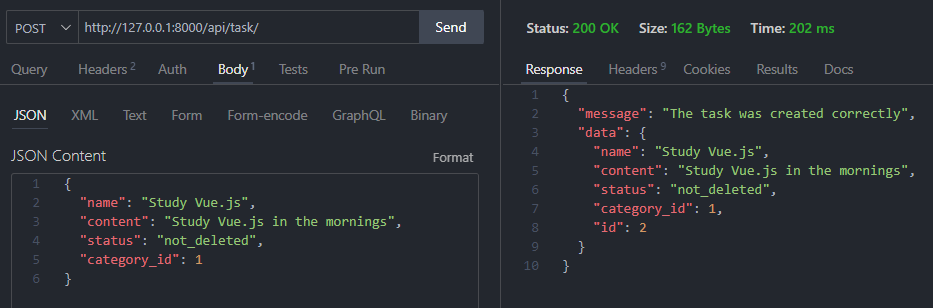 POST http://127.0.0.1:8000/api/task/ Send
Query Headers 2 Auth Body 1 Tests Pre Run
JSON XML Text Form Form-encode GraphQL Binary
JSON Content Format
1 {
2 "name": "Study Vue.js",
3 "content": "Study Vue.js in the mornings",
4 "status": "not_deleted",
5 "category_id": 1
6 }
Status: 200 OK Size: 162 Bytes Time: 202 ms
Response Headers 9 Cookies Results Docs
1 {
2 "message": "The task was created correctly",
3 "data": {
4 "name": "Study Vue.js",
5 "content": "Study Vue.js in the mornings",
6 "status": "not_deleted",
7 "category_id": 1,
8 "id": 2
9 }
10 }